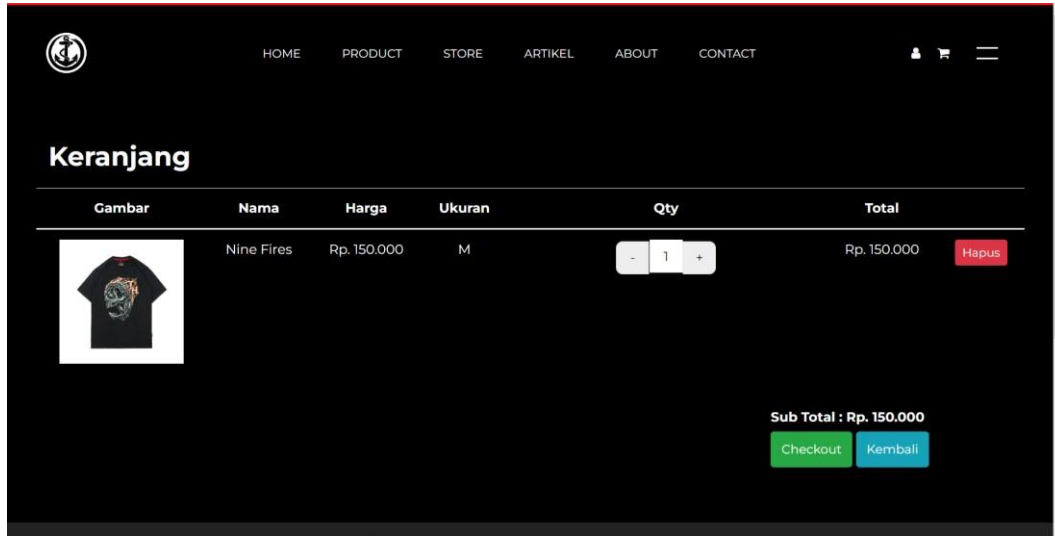 HOME PRODUCT STORE ARTIKEL ABOUT CONTACT
Keranjang
Gambar Nama Harga Ukuran Qty Total
Nine Fires Rp. 150.000 M - 1 + Rp. 150.000 Hapus
Sub Total : Rp. 150.000
Checkout Kembali